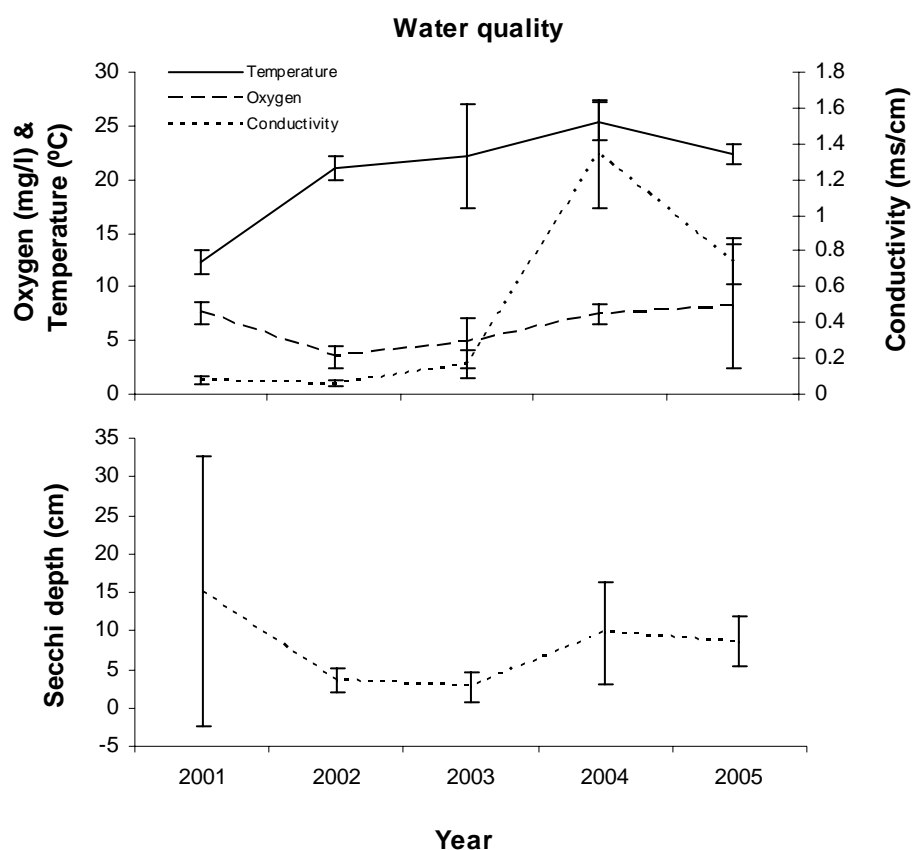 Water quality
Oxygen (mg/l) &
Temperature (ºC)
30
25
20
15
10
5
0
Temperature
Oxygen
Conductivity
1.8
1.6
1.4
1.2
1
0.8
0.6
0.4
0.2
0
Conductivity (ms/cm)
Secchi depth (cm)
35
30
25
20
15
10
5
0
-5
2001 2002 2003 2004 2005
Year